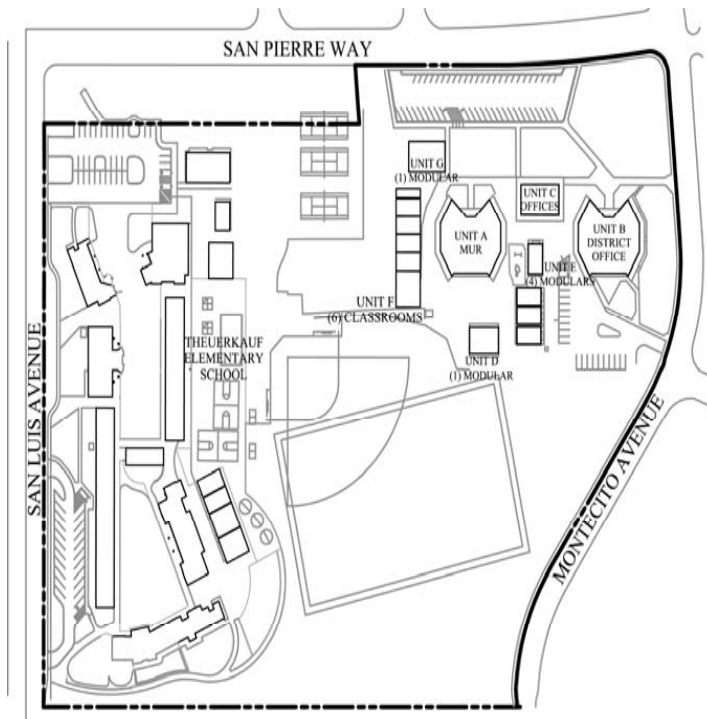 SAN PIERRE WAY
UNIT G
(1) MODULAR
UNIT C
OFFICES
UNIT A
MUR
UNIT B
DISTRICT
OFFICE
UNIT E
(4) MODULARS
UNIT F
(6) CLASSROOMS
THEUERKAUF
ELEMENTARY
SCHOOL
UNIT D
(1) MODULAR
SAN LUIS AVENUE
MONTECITO AVENUE